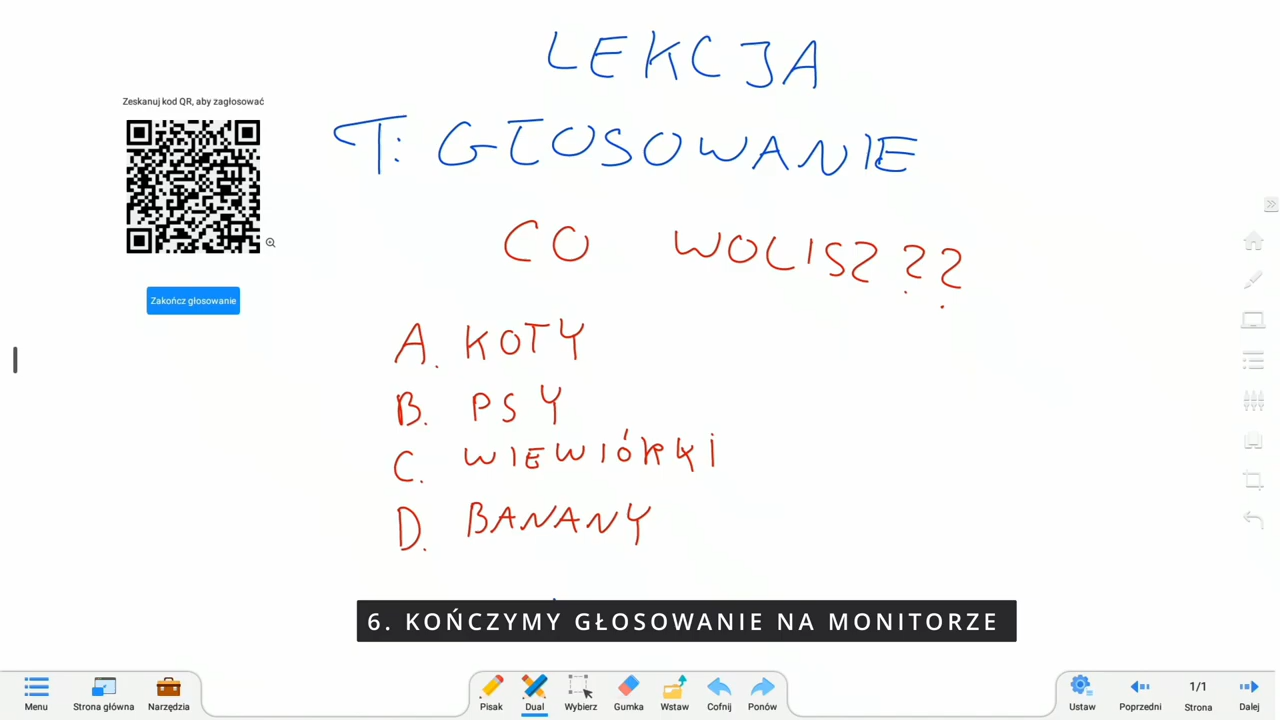 LEKCJA
Zeskanuj kod QR, aby zagłosować
T: GŁOSOWANIE
CO WOLISZ??
Zakończ głosowanie
A. KOTY
B. PSY
C. WIEWIÓRKI
D. BANANY
6. KOŃCZYMY GŁOSOWANIE NA MONITORZE
Menu Strona główna Narzędzia Pisak Dual Wybierz Gumka Wstaw Cofnij Ponów Ustaw Poprzedni 1/1 Strona Dalej